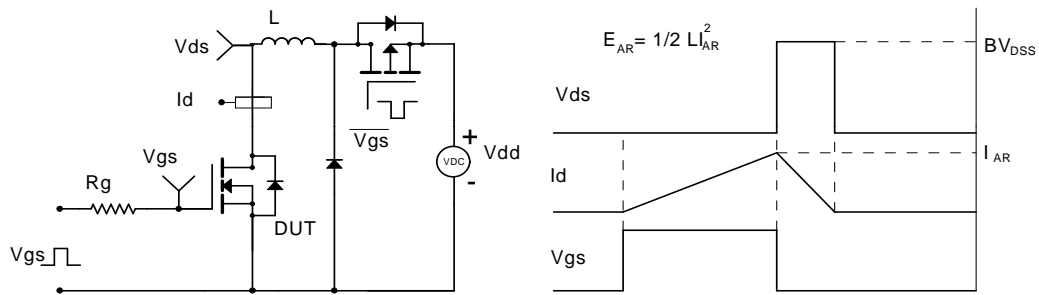 L
Vds
Id
Vgs
Rg
DUT
Vgs
Vgs
VDC
+
-
Vdd
E_AR = 1/2 LI²_AR
Vds
BV_DSS
Id
I_AR
Vgs